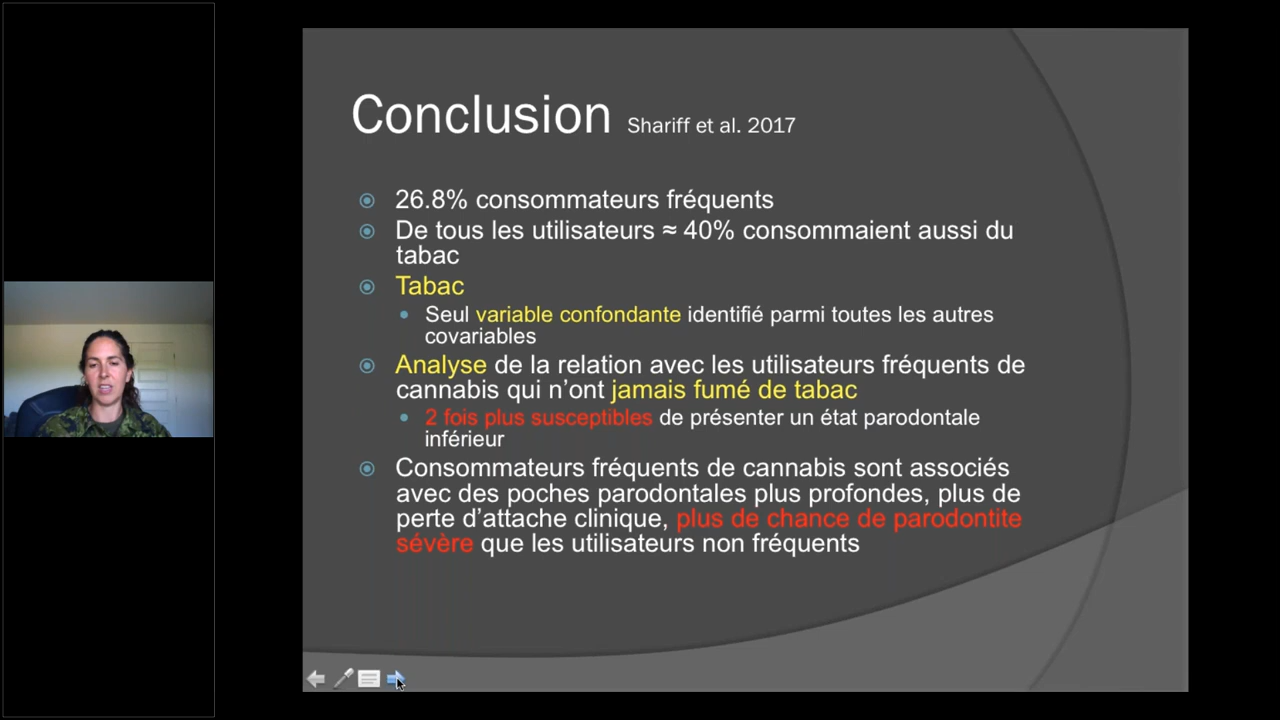 Conclusion Shariff et al. 2017
26.8% consommateurs fréquents
De tous les utilisateurs ≈ 40% consommaient aussi du
tabac
Tabac
Seul variable confondante identifié parmi toutes les autres
covariables
Analyse de la relation avec les utilisateurs fréquents de
cannabis qui n’ont jamais fumé de tabac
2 fois plus susceptibles de présenter un état parodontale
inférieur
Consommateurs fréquents de cannabis sont associés
avec des poches parodontales plus profondes, plus de
perte d’attache clinique, plus de chance de parodontite
sévère que les utilisateurs non fréquents